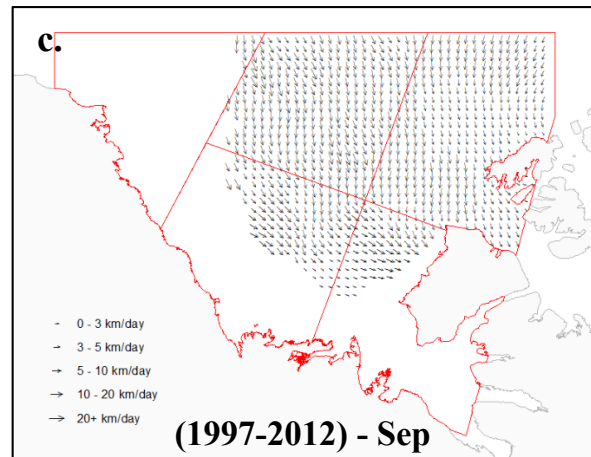 c.
0 - 3 km/day
3 - 5 km/day
5 - 10 km/day
10 - 20 km/day
20+ km/day
(1997-2012) - Sep